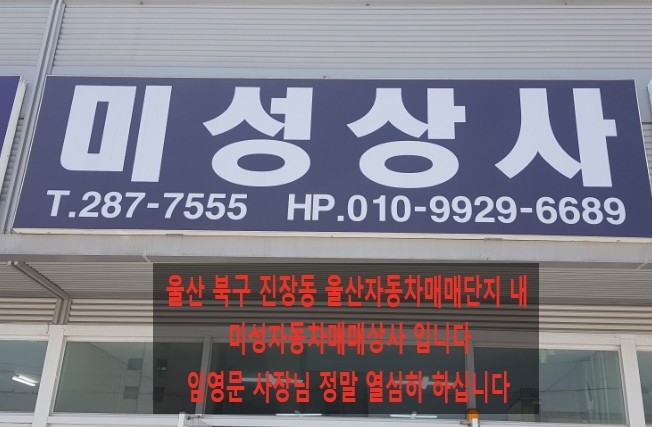 미성상사
T.287-7555 HP.010-9929-6689
울산 북구 진장동 울산자동차매매단지 내
미성자동차매매상사 입니다
임영문 사장님 정말 열심히 하십니다